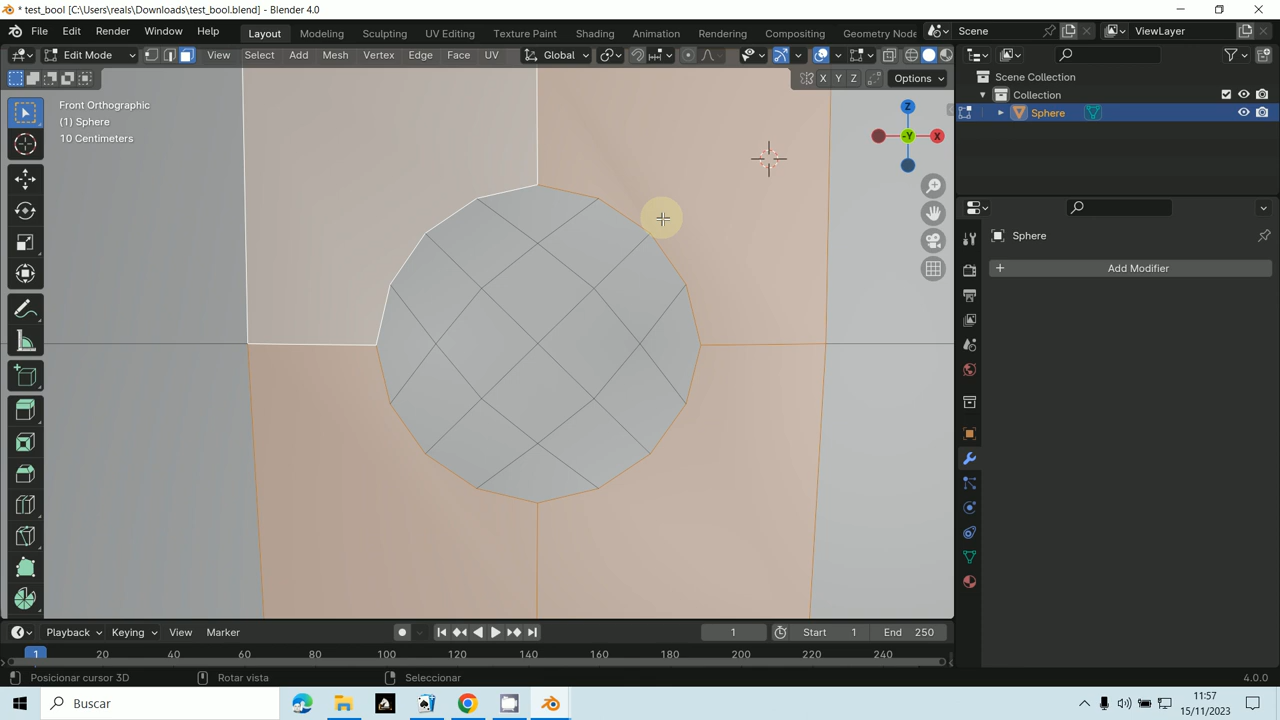 * test_bool [C:\Users\reals\Downloads\test_bool.blend] - Blender 4.0
File Edit Render Window Help
Layout Modeling Sculpting UV Editing Texture Paint Shading Animation Rendering Compositing Geometry Node
Scene
ViewLayer
Edit Mode
View Select Add Mesh Vertex Edge Face UV
Global
X Y Z
Options
Front Orthographic
(1) Sphere
10 Centimeters
Z
-Y
X
Scene Collection
Collection
Sphere
Sphere
Add Modifier
Playback Keying View Marker
1
Start 1
End 250
1 20 40 60 80 100 120 140 160 180 200 220 240
Posicionar cursor 3D
Rotar vista
Seleccionar
4.0.0
Buscar
11:57
15/11/2023